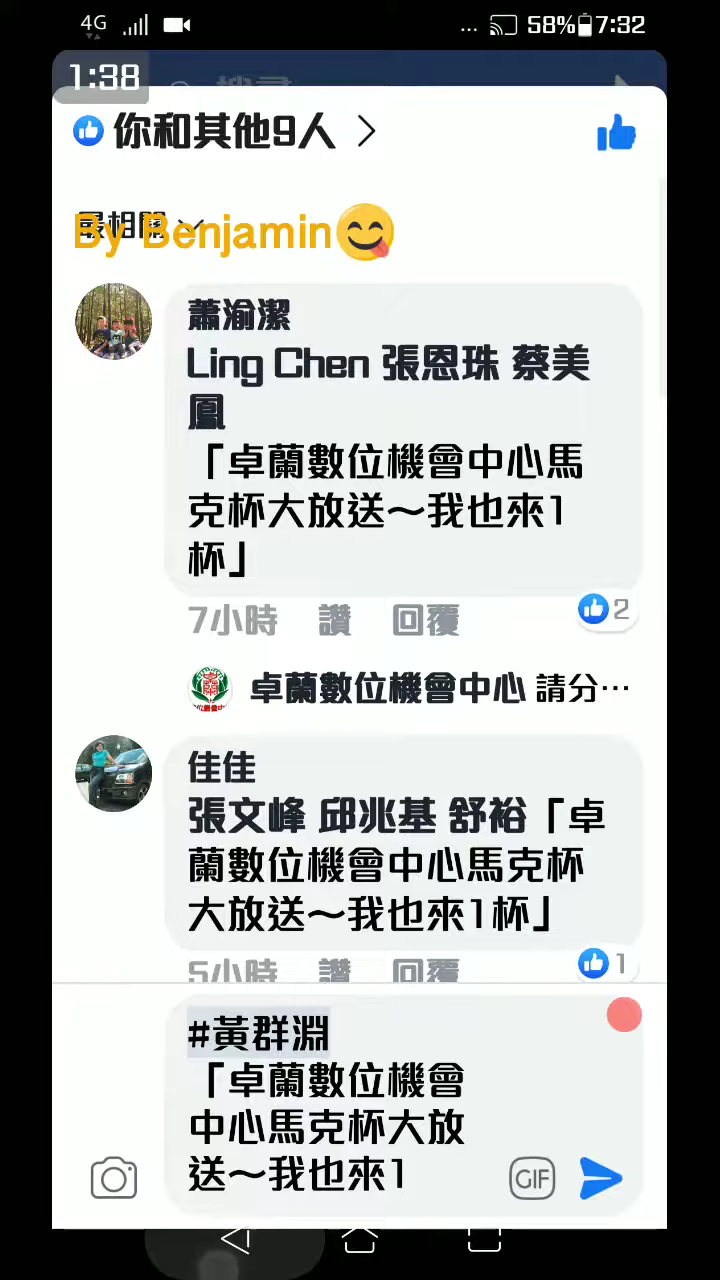 4G
... 58% 7:32
1:38
搜尋
你和其他9人
最相關
By Benjamin😋
蕭渝潔
Ling Chen 張恩珠 蔡美
鳳
「卓蘭數位機會中心馬
克杯大放送～我也來1
杯」
7小時 讚 回覆
2
卓蘭數位機會中心 請分…
佳佳
張文峰 邱兆基 舒裕「卓
蘭數位機會中心馬克杯
大放送～我也來1杯」
5小時 讚 回覆
1
#黃群淵
「卓蘭數位機會
中心馬克杯大放
送～我也來1
GIF